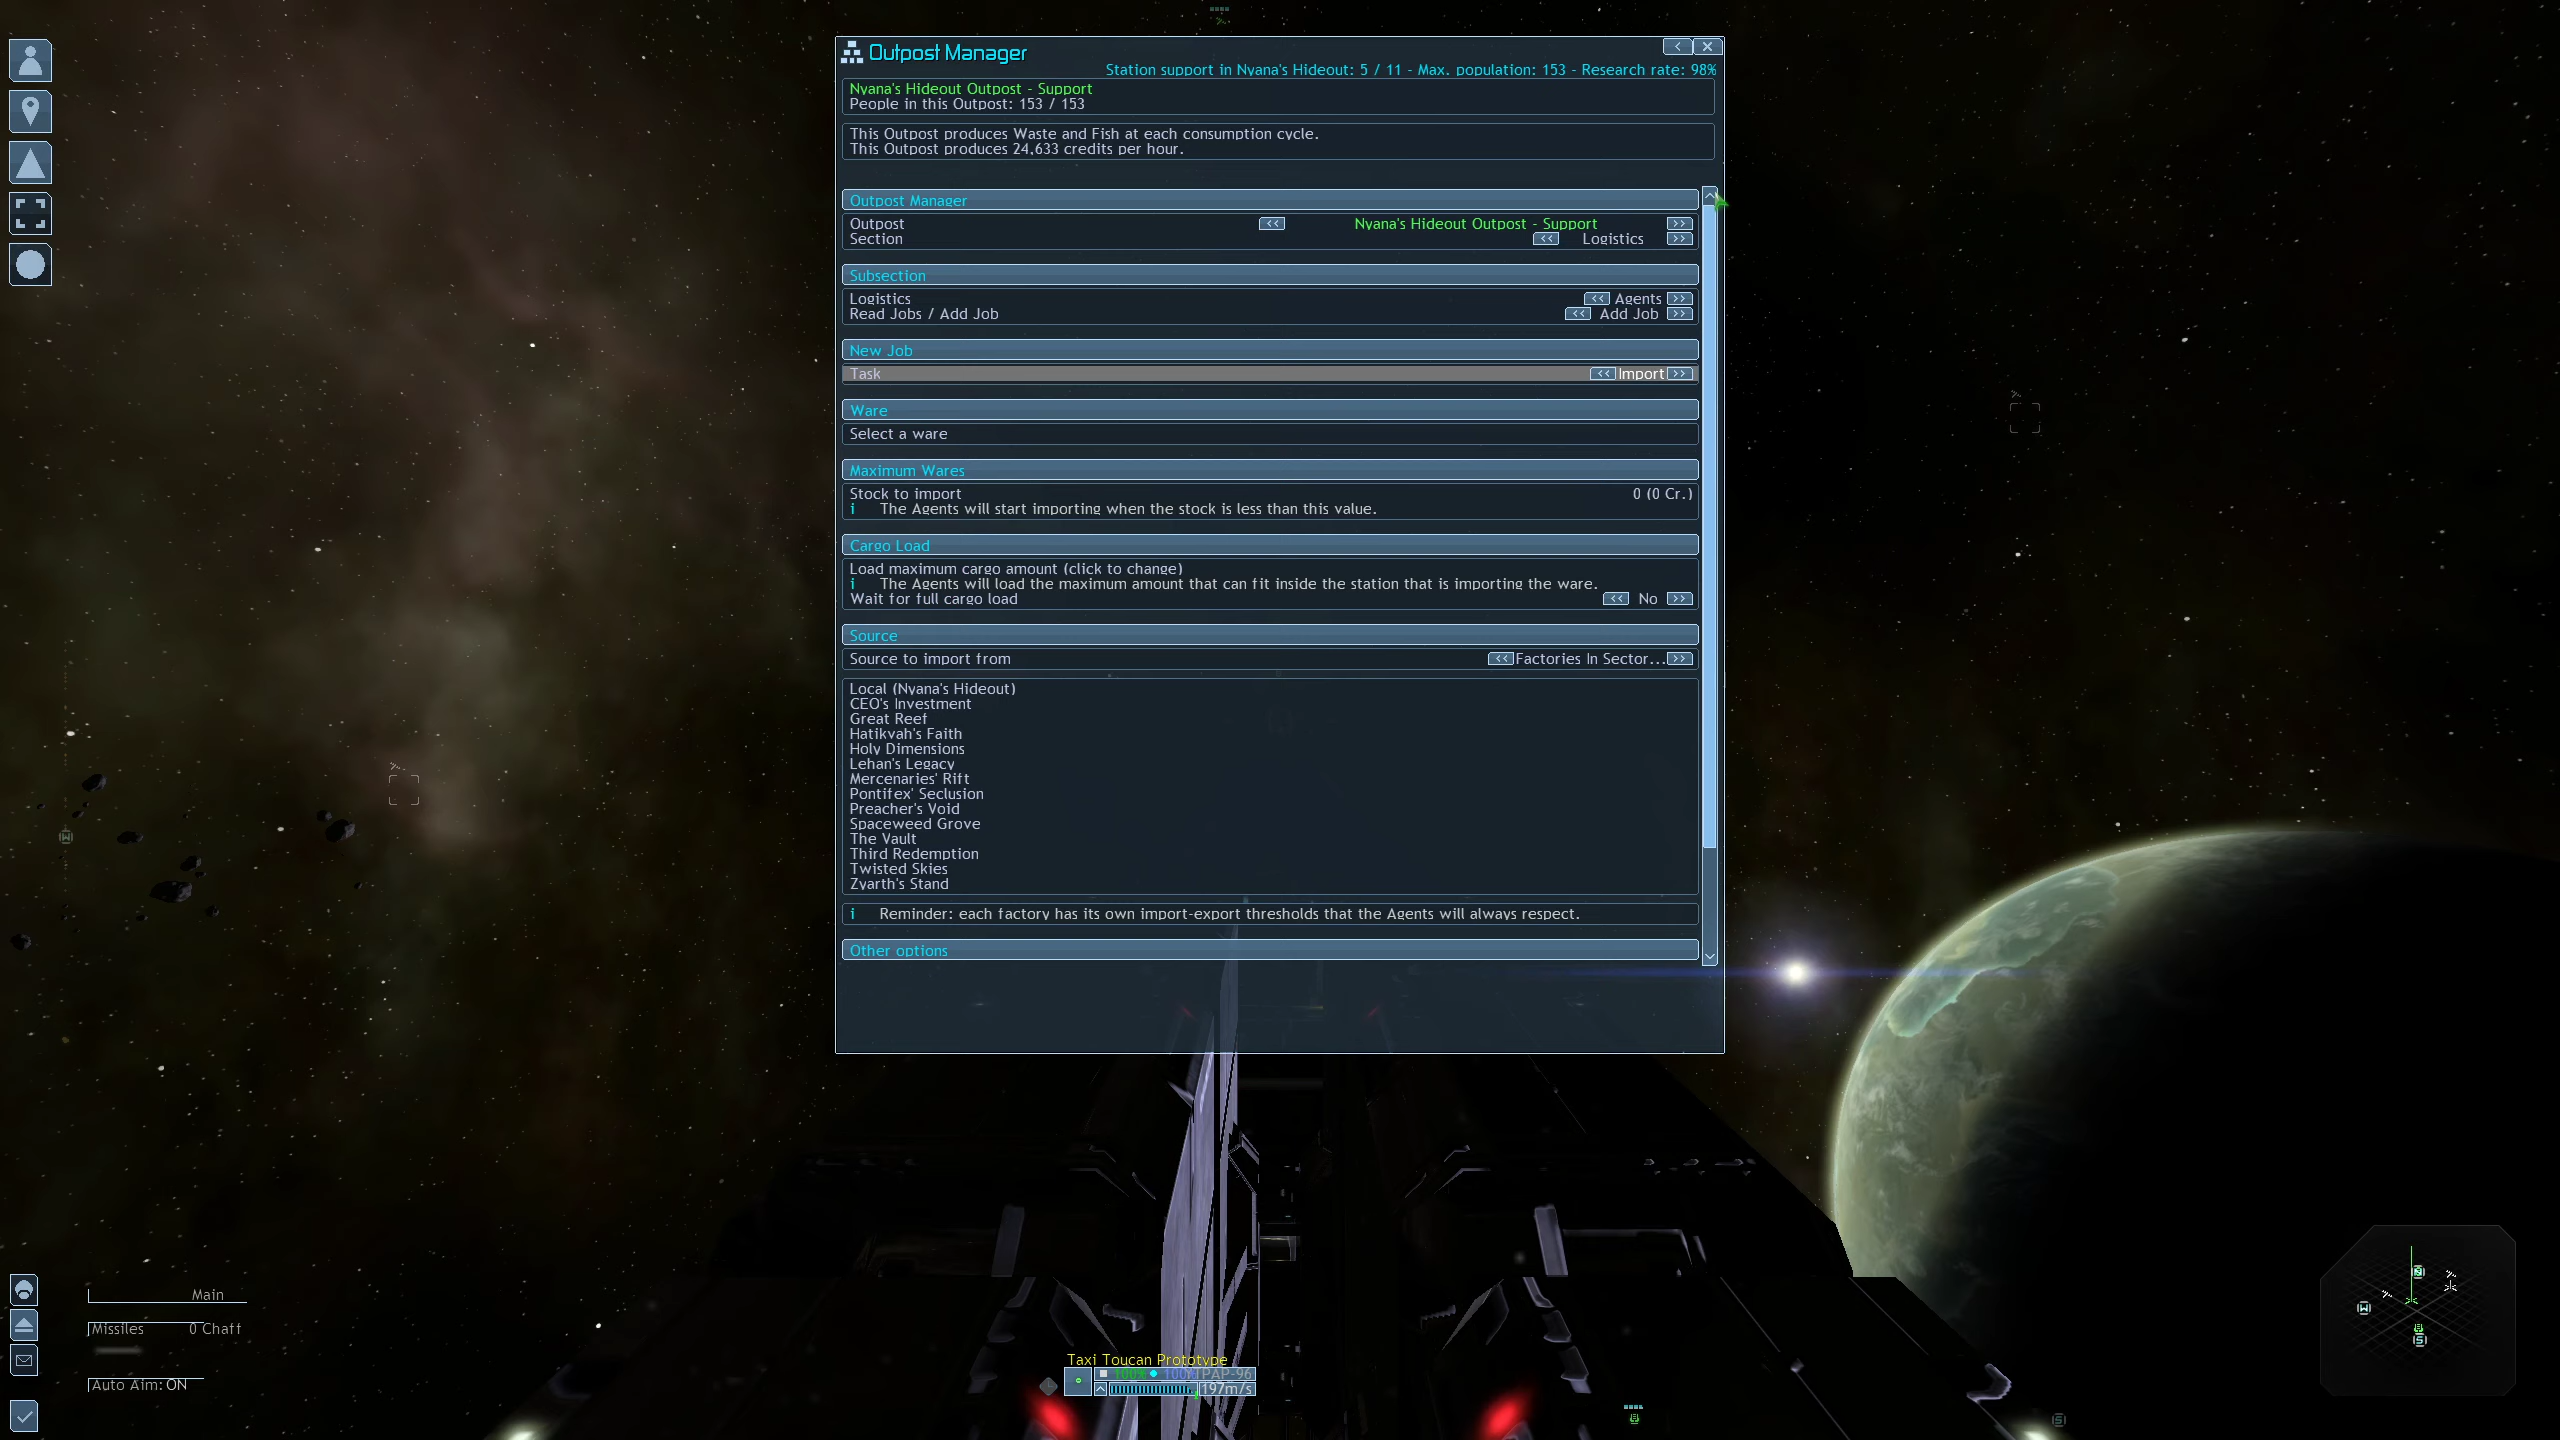 Outpost Manager
Station support in Nyana's Hideout: 5 / 11 - Max. population: 153 - Research rate: 98%
Nyana's Hideout Outpost - Support
People in this Outpost: 153 / 153
This Outpost produces Waste and Fish at each consumption cycle.
This Outpost produces 24,633 credits per hour.
Outpost Manager
Outpost << Nyana's Hideout Outpost - Support >>
Section << Logistics >>
Subsection
Logistics << Agents >>
Read Jobs / Add Job << Add Job >>
New Job
Task << Import >>
Ware
Select a ware
Maximum Wares
Stock to import 0 (0 Cr.)
i The Agents will start importing when the stock is less than this value.
Cargo Load
Load maximum cargo amount (click to change)
i The Agents will load the maximum amount that can fit inside the station that is importing the ware.
Wait for full cargo load << No >>
Source
Source to import from << Factories In Sector... >>
Local (Nyana's Hideout)
CEO's Investment
Great Reef
Hatikvah's Faith
Holy Dimensions
Lehan's Legacy
Mercenaries' Rift
Pontifex' Seclusion
Preacher's Void
Spaceweed Grove
The Vault
Third Redemption
Twisted Skies
Zyarth's Stand
i Reminder: each factory has its own import-export thresholds that the Agents will always respect.
Other options
Main
Missiles 0 Chaff
Auto Aim: ON
Taxi Toucan Prototype
100% 100% PAP-96
197m/s